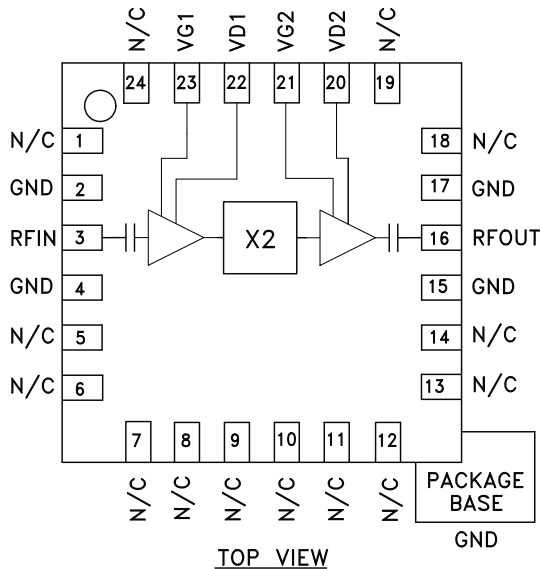 N/C VG1 VD1 VG2 VD2 N/C
24 23 22 21 20 19
N/C 1 18 N/C
GND 2 17 GND
RFIN 3 X2 16 RFOUT
GND 4 15 GND
N/C 5 14 N/C
N/C 6 13 N/C
7 8 9 10 11 12
N/C N/C N/C N/C N/C N/C
PACKAGE
BASE
GND
TOP VIEW